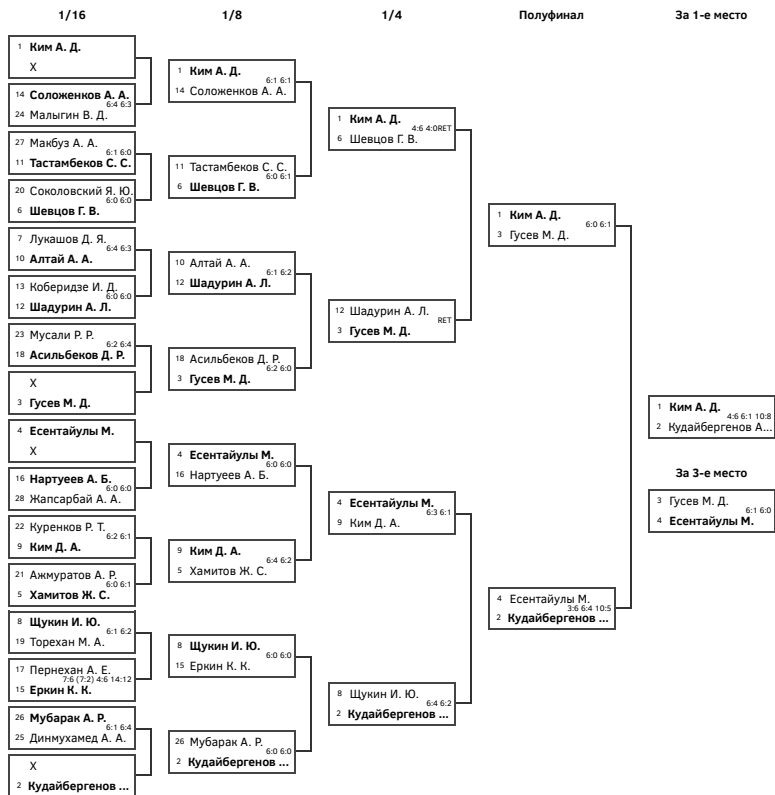 1/16
1 Ким А. Д.
X
14 Соложенков А. А.
6:4 6:3
24 Малыгин В. Д.
27 Макбуз А. А.
6:1 6:0
11 Тастамбеков С. С.
20 Соколовский Я. Ю.
6:0 6:0
6 Шевцов Г. В.
7 Лукашов Д. Я.
6:4 6:3
10 Алтай А. А.
13 Коберидзе И. Д.
6:0 6:0
12 Шадурин А. Л.
23 Мусали Р. Р.
6:2 6:4
18 Асильбеков Д. Р.
X
3 Гусев М. Д.
4 Есентайулы М.
X
16 Нартуеев А. Б.
6:0 6:0
28 Жапсарбай А. А.
22 Куренков Р. Т.
6:2 6:1
9 Ким Д. А.
21 Ажмуратов А. Р.
6:0 6:1
5 Хамитов Ж. С.
8 Щукин И. Ю.
6:1 6:2
19 Торехан М. А.
17 Пернехан А. Е.
7:6 (7:2) 4:6 14:12
15 Еркин К. К.
26 Мубарак А. Р.
6:1 6:4
25 Динмухамед А. А.
X
2 Кудайбергенов ...
1/8
1 Ким А. Д.
6:1 6:1
14 Соложенков А. А.
11 Тастамбеков С. С.
6:0 6:1
6 Шевцов Г. В.
10 Алтай А. А.
6:1 6:2
12 Шадурин А. Л.
18 Асильбеков Д. Р.
6:2 6:0
3 Гусев М. Д.
4 Есентайулы М.
6:0 6:0
16 Нартуеев А. Б.
9 Ким Д. А.
6:4 6:2
5 Хамитов Ж. С.
8 Щукин И. Ю.
6:0 6:0
15 Еркин К. К.
26 Мубарак А. Р.
6:0 6:0
2 Кудайбергенов ...
1/4
1 Ким А. Д.
4:6 4:0RET
6 Шевцов Г. В.
12 Шадурин А. Л.
RET
3 Гусев М. Д.
4 Есентайулы М.
6:3 6:1
9 Ким Д. А.
8 Щукин И. Ю.
6:4 6:2
2 Кудайбергенов ...
Полуфинал
1 Ким А. Д.
6:0 6:1
3 Гусев М. Д.
4 Есентайулы М.
3:6 6:4 10:5
2 Кудайбергенов ...
За 1-е место
1 Ким А. Д.
4:6 6:1 10:8
2 Кудайбергенов А...
За 3-е место
3 Гусев М. Д.
6:1 6:0
4 Есентайулы М.